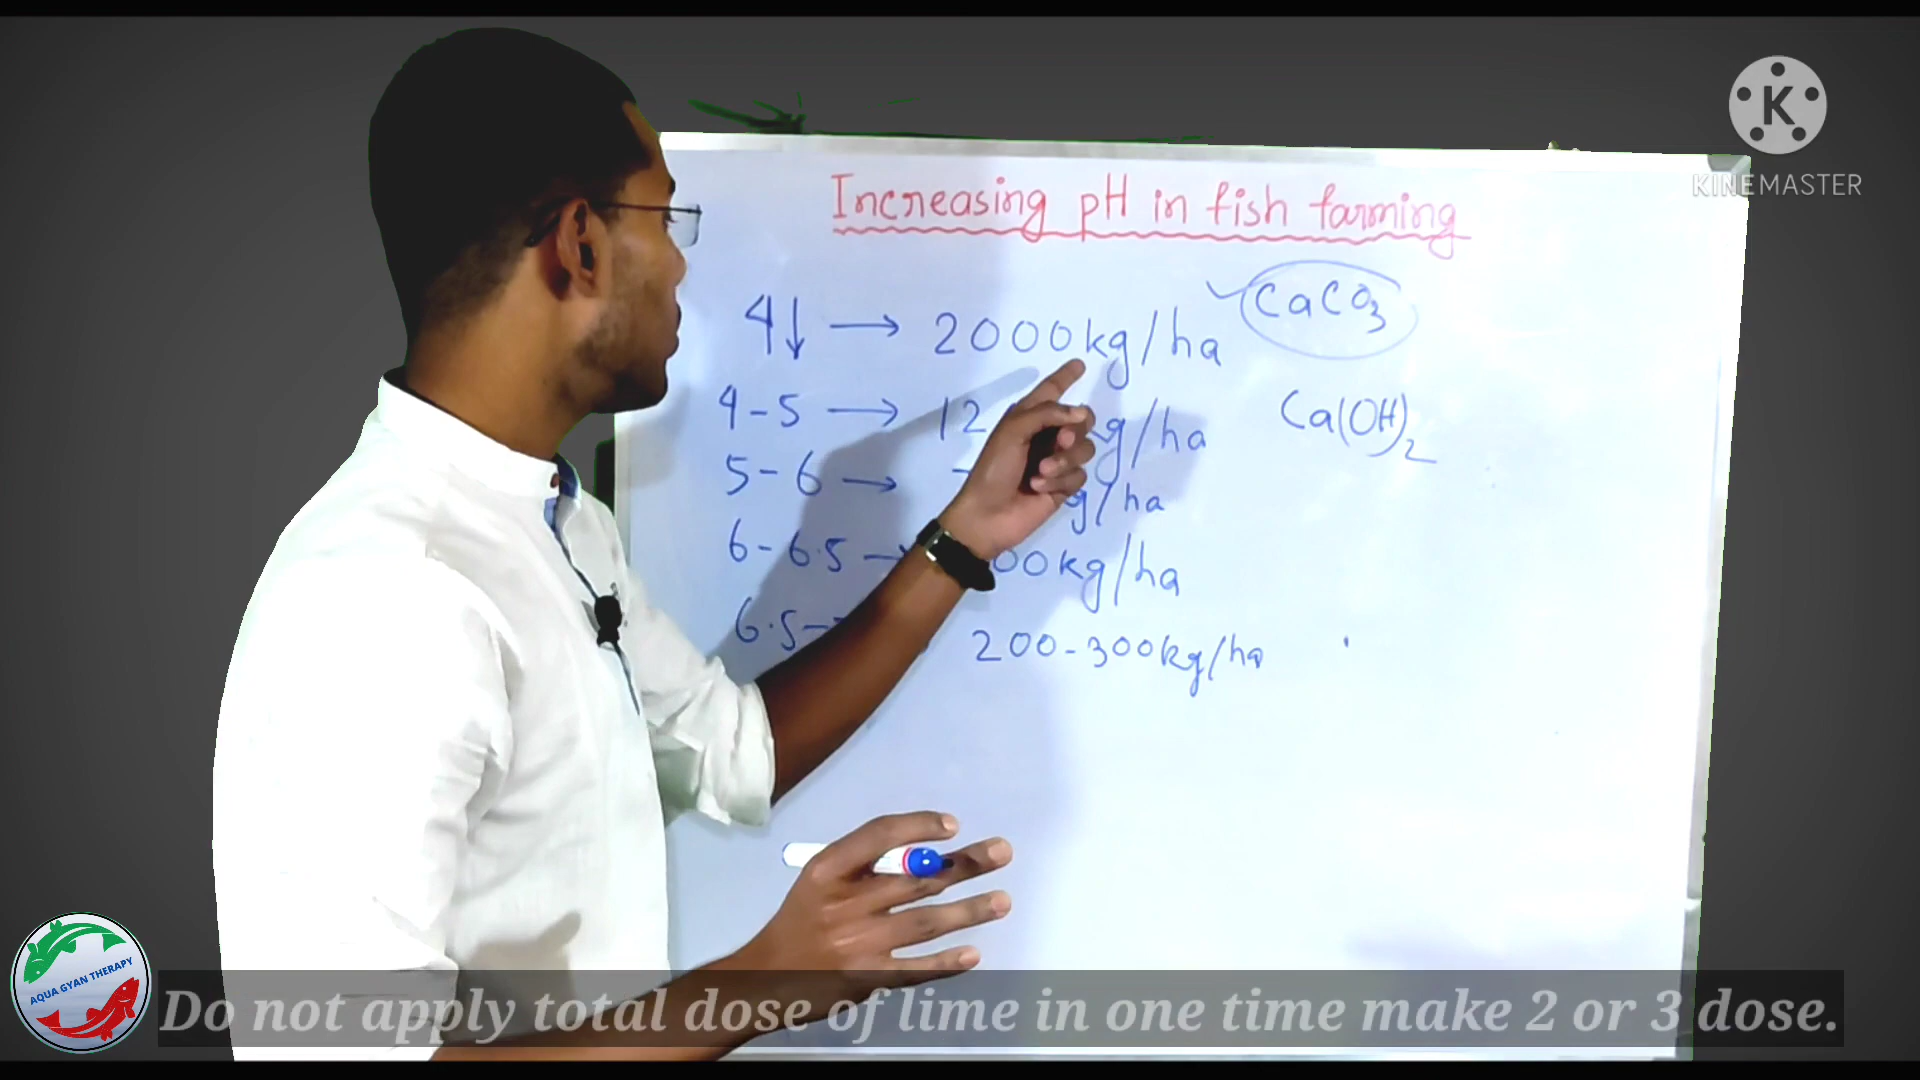 Increasing pH in fish farming
4↓ → 2000kg/ha
CaCO3
4-5 → 12 kg/ha
Ca(OH)2
5-6 → g/ha
6-6.5 → 00kg/ha
6.5- 200-300kg/ha
K
KINEMASTER
AQUA GYAN THERAPY
Do not apply total dose of lime in one time make 2 or 3 dose.